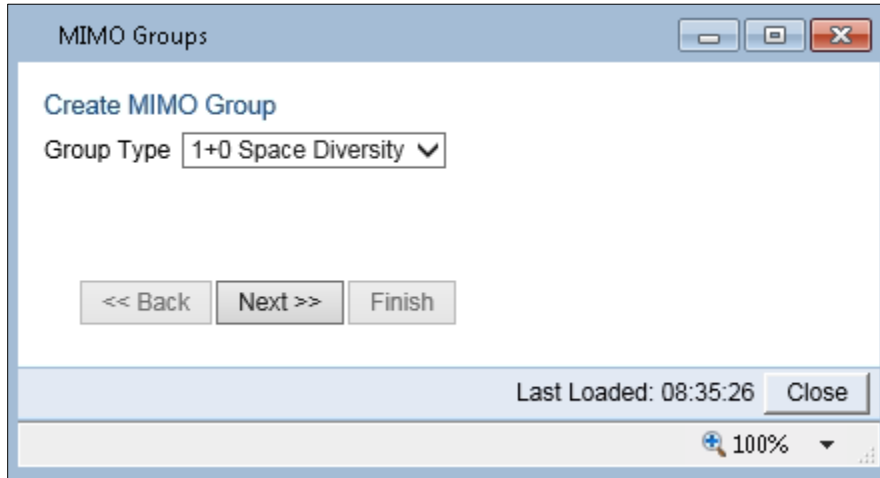 MIMO Groups
Create MIMO Group
Group Type 1+0 Space Diversity
<< Back Next >> Finish
Last Loaded: 08:35:26 Close
100%